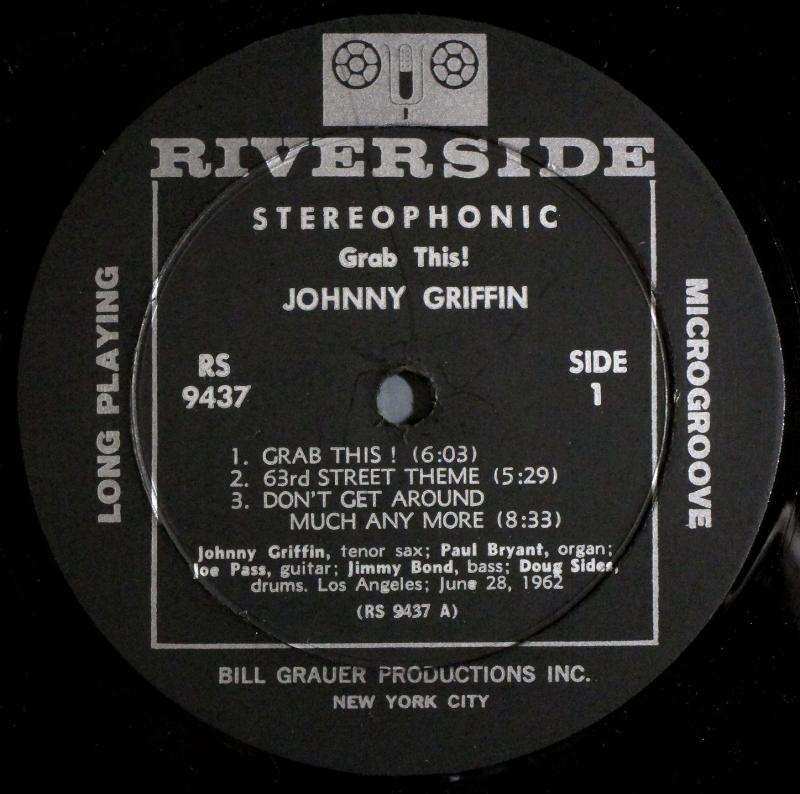 RIVERSIDE
STEREOPHONIC
Grab This!
JOHNNY GRIFFIN
LONG PLAYING
RS
9437
SIDE
1
MICROGROOVE
1. GRAB THIS ! (6:03)
2. 63rd STREET THEME (5:29)
3. DON'T GET AROUND
MUCH ANY MORE (8:33)
Johnny Griffin, tenor sax; Paul Bryant, organ;
Joe Pass, guitar; Jimmy Bond, bass; Doug Sides,
drums. Los Angeles; June 28, 1962
(RS 9437 A)
BILL GRAUER PRODUCTIONS INC.
NEW YORK CITY